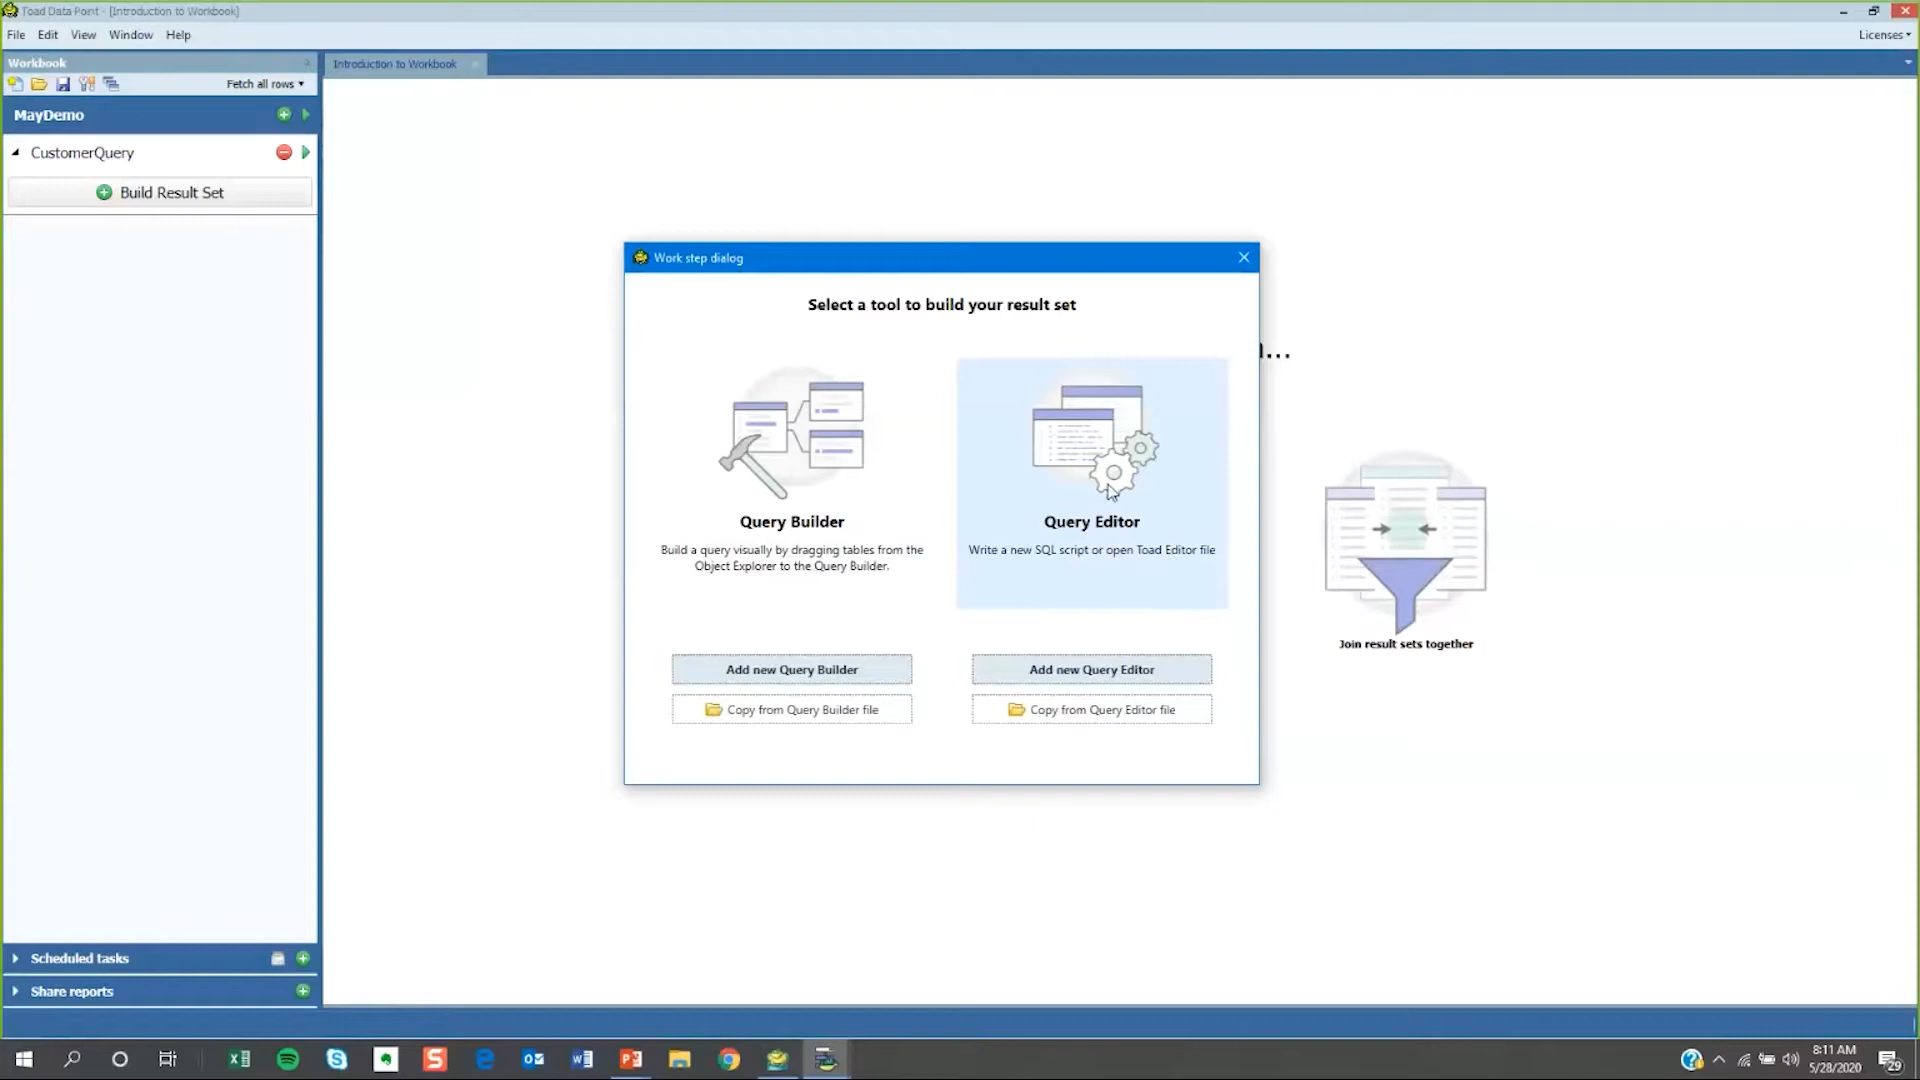 Toad Data Point - [Introduction to Workbook]
File Edit View Window Help
Licenses
Workbook
Introduction to Workbook
Fetch all rows
MayDemo
CustomerQuery
Build Result Set
Work step dialog
Select a tool to build your result set
...
Query Builder
Build a query visually by dragging tables from the
Object Explorer to the Query Builder.
Query Editor
Write a new SQL script or open Toad Editor file
Join result sets together
Add new Query Builder
Add new Query Editor
Copy from Query Builder file
Copy from Query Editor file
Scheduled tasks
Share reports
8:11 AM
5/28/2020
29